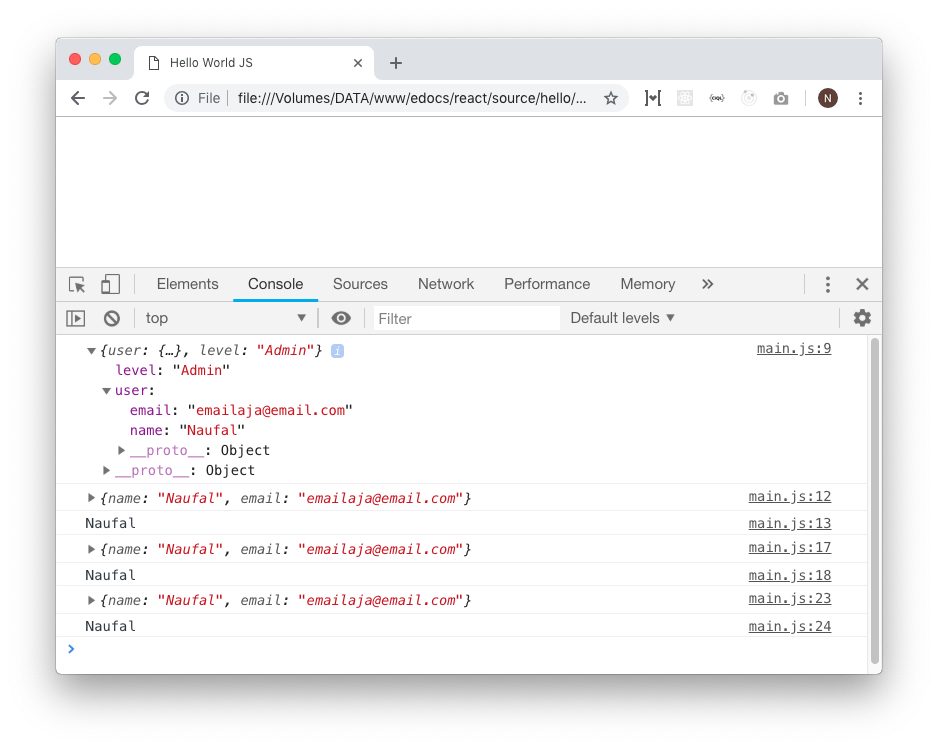 Hello World JS
File file:///Volumes/DATA/www/edocs/react/source/hello/... N
Elements Console Sources Network Performance Memory
top Filter Default levels
{user: {…}, level: "Admin"} i main.js:9
level: "Admin"
user:
email: "emailaja@email.com"
name: "Naufal"
__proto__: Object
__proto__: Object
{name: "Naufal", email: "emailaja@email.com"} main.js:12
Naufal main.js:13
{name: "Naufal", email: "emailaja@email.com"} main.js:17
Naufal main.js:18
{name: "Naufal", email: "emailaja@email.com"} main.js:23
Naufal main.js:24